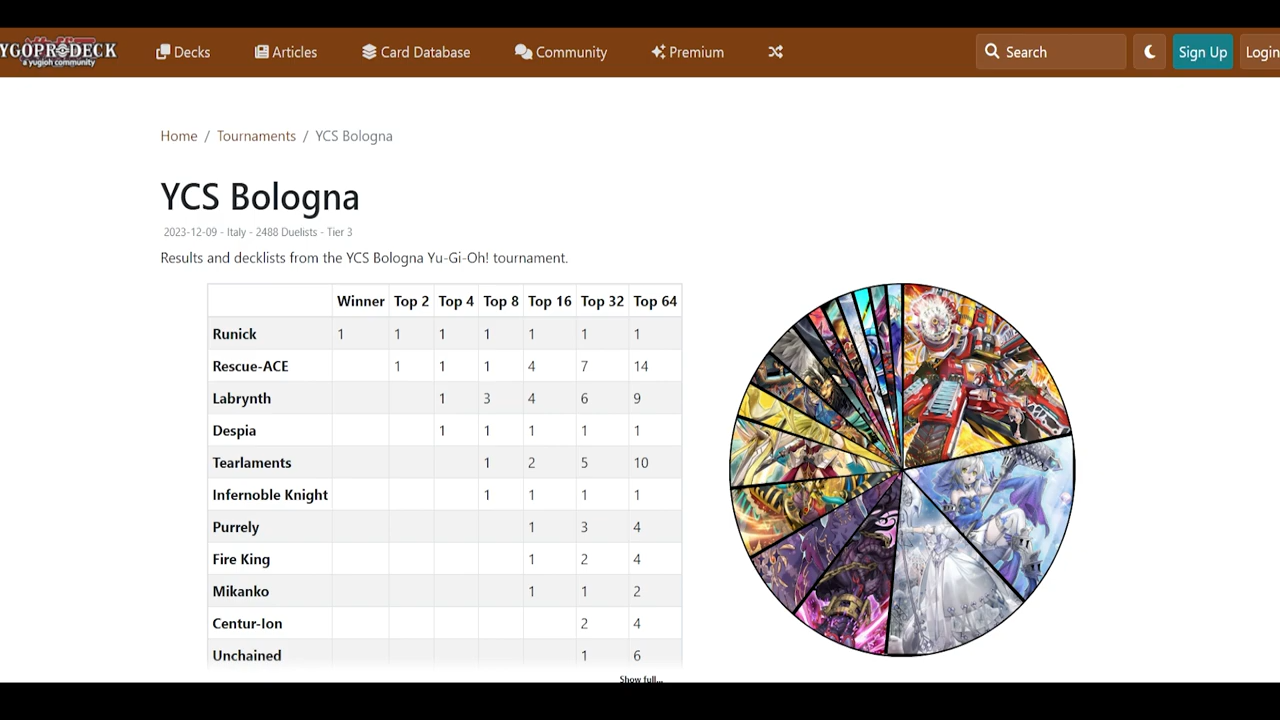 YGOPRODECK
a yugioh community
Decks
Articles
Card Database
Community
Premium
Search
Sign Up
Login
Home / Tournaments / YCS Bologna
YCS Bologna
2023-12-09 - Italy - 2488 Duelists - Tier 3
Results and decklists from the YCS Bologna Yu-Gi-Oh! tournament.
Winner Top 2 Top 4 Top 8 Top 16 Top 32 Top 64
Runick 1 1 1 1 1 1 1
Rescue-ACE 1 1 1 4 7 14
Labrynth 1 3 4 6 9
Despia 1 1 1 1 1
Tearlaments 1 2 5 10
Infernoble Knight 1 1 1 1
Purrely 1 3 4
Fire King 1 2 4
Mikanko 1 1 2
Centur-Ion 2 4
Unchained 1 6
Show full...